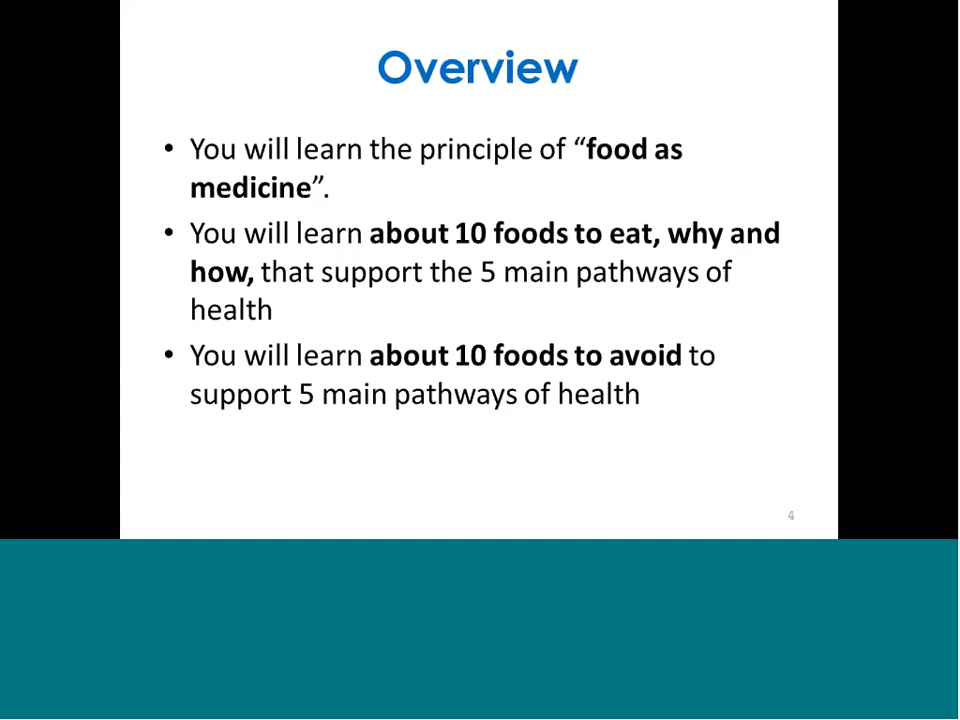 Overview
• You will learn the principle of “food as
medicine”.
• You will learn about 10 foods to eat, why and
how, that support the 5 main pathways of
health
• You will learn about 10 foods to avoid to
support 5 main pathways of health
4